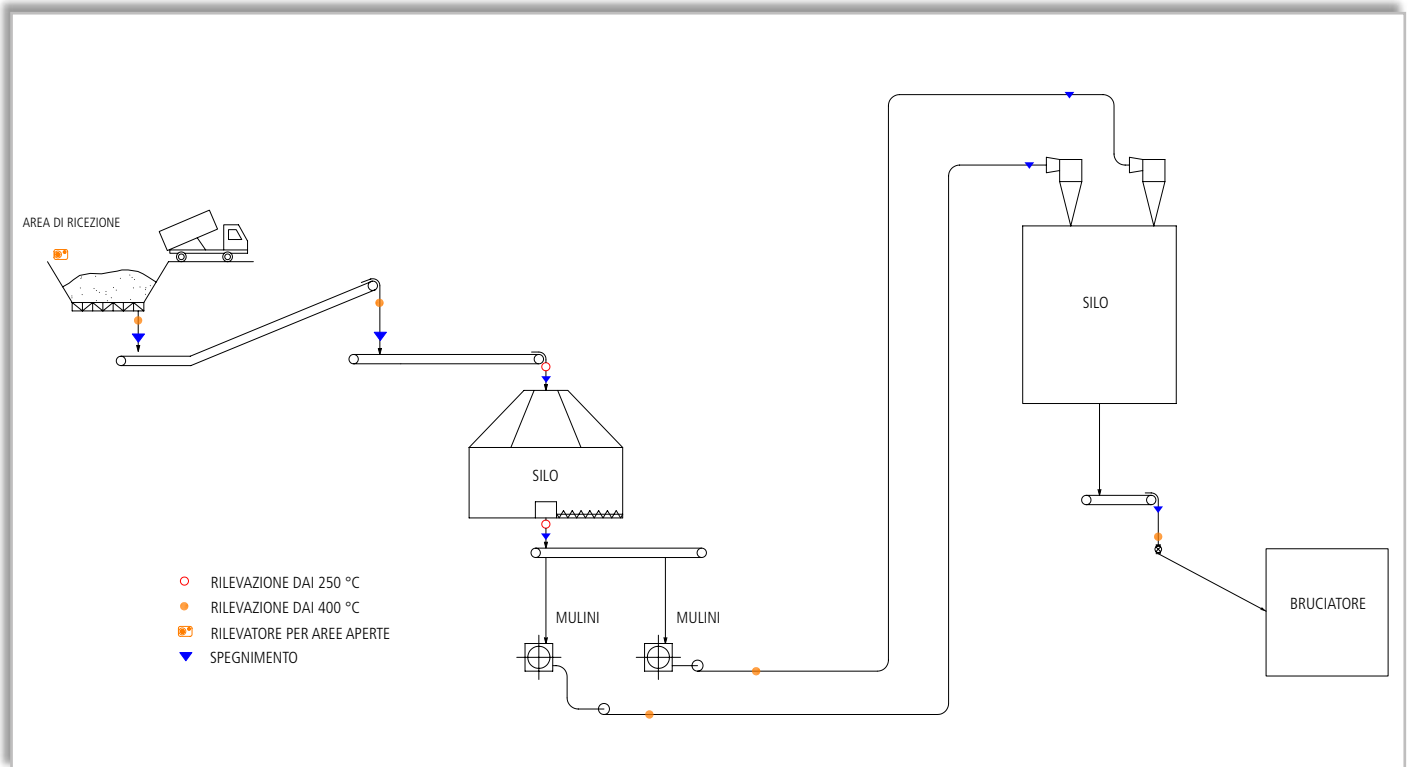 AREA DI RICEZIONE
SILO
SILO
MULINI
MULINI
BRUCIATORE
RILEVAZIONE DAI 250 °C
RILEVAZIONE DAI 400 °C
RILEVATORE PER AREE APERTE
SPEGNIMENTO